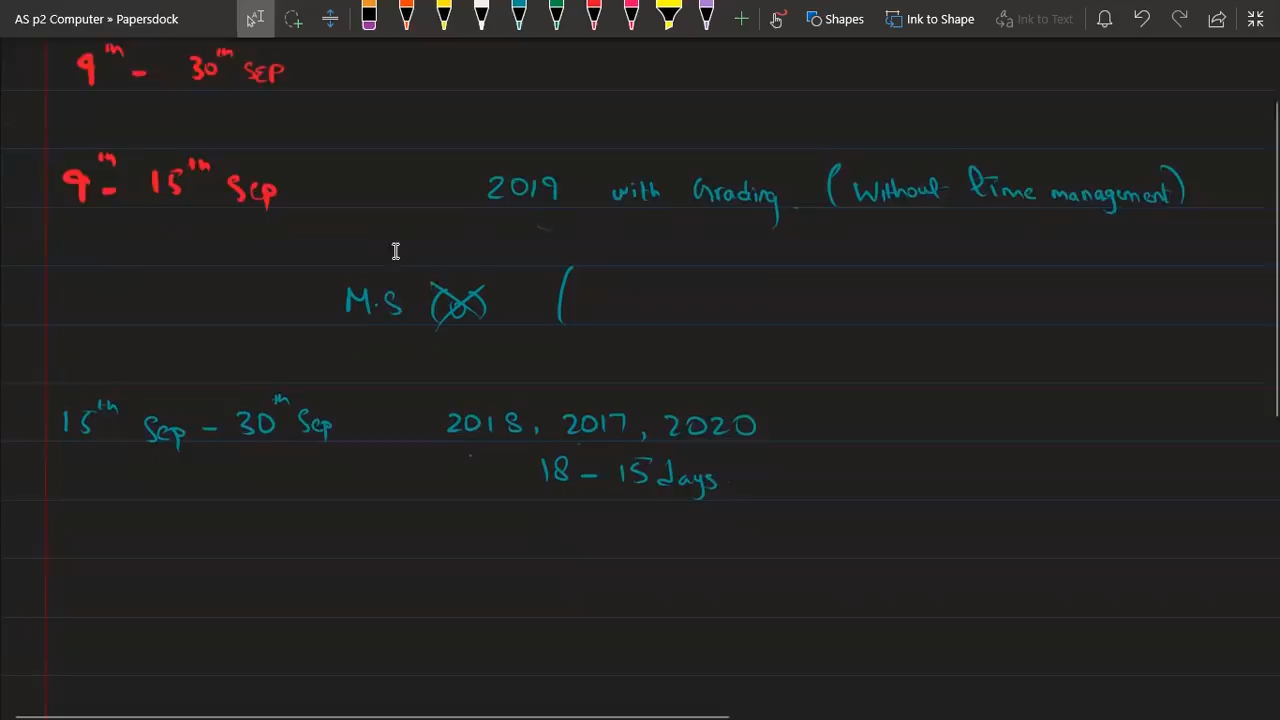 AS p2 Computer » Papersdock Shapes Ink to Shape Ink to Text
9th - 30th SEP
9th - 15th Sep 2019 with Grading (Without time management)
M.S (
15th Sep - 30th Sep 2018, 2017, 2020
18 - 15 days